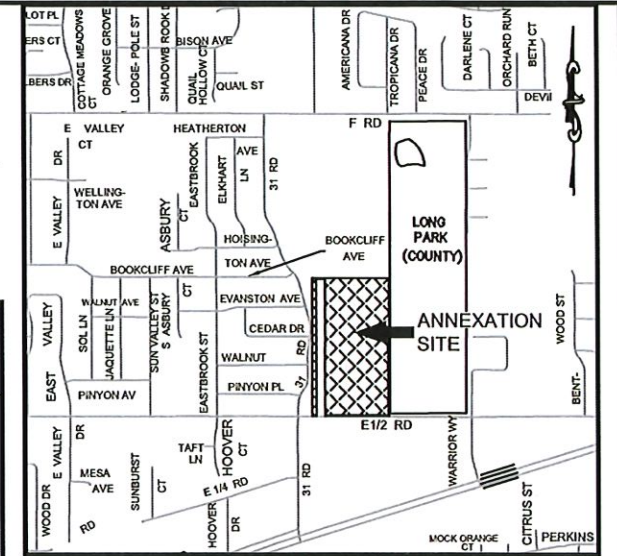 LOT PL
ERS CT
LBERS DR
COTTAGE MEADOWS
CT
ORANGE GROVE
LODGE- POLE ST
SHADOWBROOK D
BISON AVE
QUAIL
HOLLOW CT
QUAIL ST
AMERICANA DR
TROPICANA DR
PEACE DR
DARLENE CT
ORCHARD RUN
BETH CT
DEVIL
E VALLEY
CT
HEATHERTON
AVE
F RD
E VALLEY
DR
WELLING-
TON AVE
ASBURY
CT
EASTBROOK
ELKHART
LN
31 RD
HOISING-
TON AVE
BOOKCLIFF
AVE
LONG
PARK
(COUNTY)
BOOKCLIFF AVE
EAST
VALLEY
SOL LN
WALNUT AVE
JAQUETTE LN
SUN VALLEY ST
S ASBURY
CT
EVANSTON AVE
CEDAR DR
WALNUT
PINYON PL
31
RD
ANNEXATION
SITE
WOOD ST
BENT-
PINYON AV
EASTBROOK ST
E1/2 RD
E VALLEY
DR
WOOD DR
MESA
AVE
RD
SUNBURST
CT
TAFT
LN
HOOVER
CT
E 1/4 RD
HOOVER
DR
31 RD
WARRIOR WY
CITRUS ST
MOCK ORANGE
CT
PERKINS